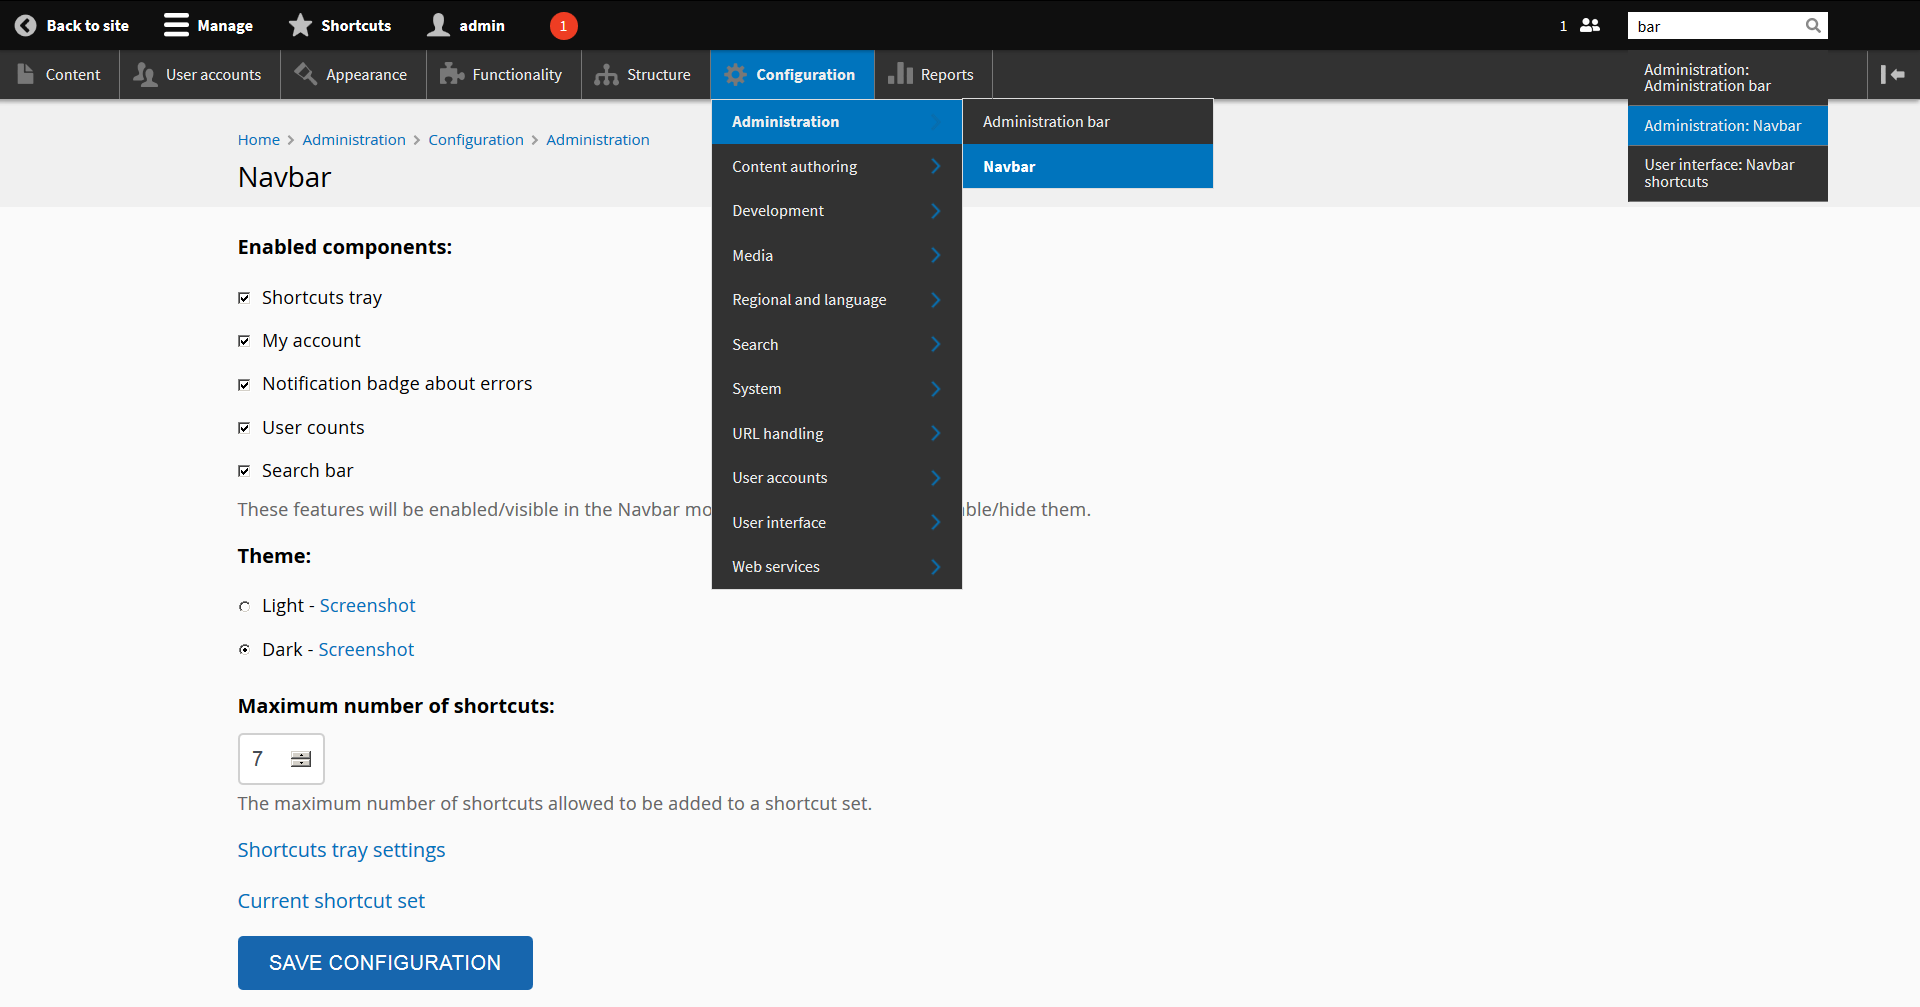 Back to site
Manage
Shortcuts
admin
1
1
bar
Content
User accounts
Appearance
Functionality
Structure
Configuration
Reports
Administration:
Administration bar
Administration: Navbar
User interface: Navbar
shortcuts
Administration
Content authoring
Development
Media
Regional and language
Search
System
URL handling
User accounts
User interface
Web services
Administration bar
Navbar
Home
Administration
Configuration
Administration
Navbar
Enabled components:
Shortcuts tray
My account
Notification badge about errors
User counts
Search bar
These features will be enabled/visible in the Navbar mo able/hide them.
Theme:
Light - Screenshot
Dark - Screenshot
Maximum number of shortcuts:
7
The maximum number of shortcuts allowed to be added to a shortcut set.
Shortcuts tray settings
Current shortcut set
SAVE CONFIGURATION